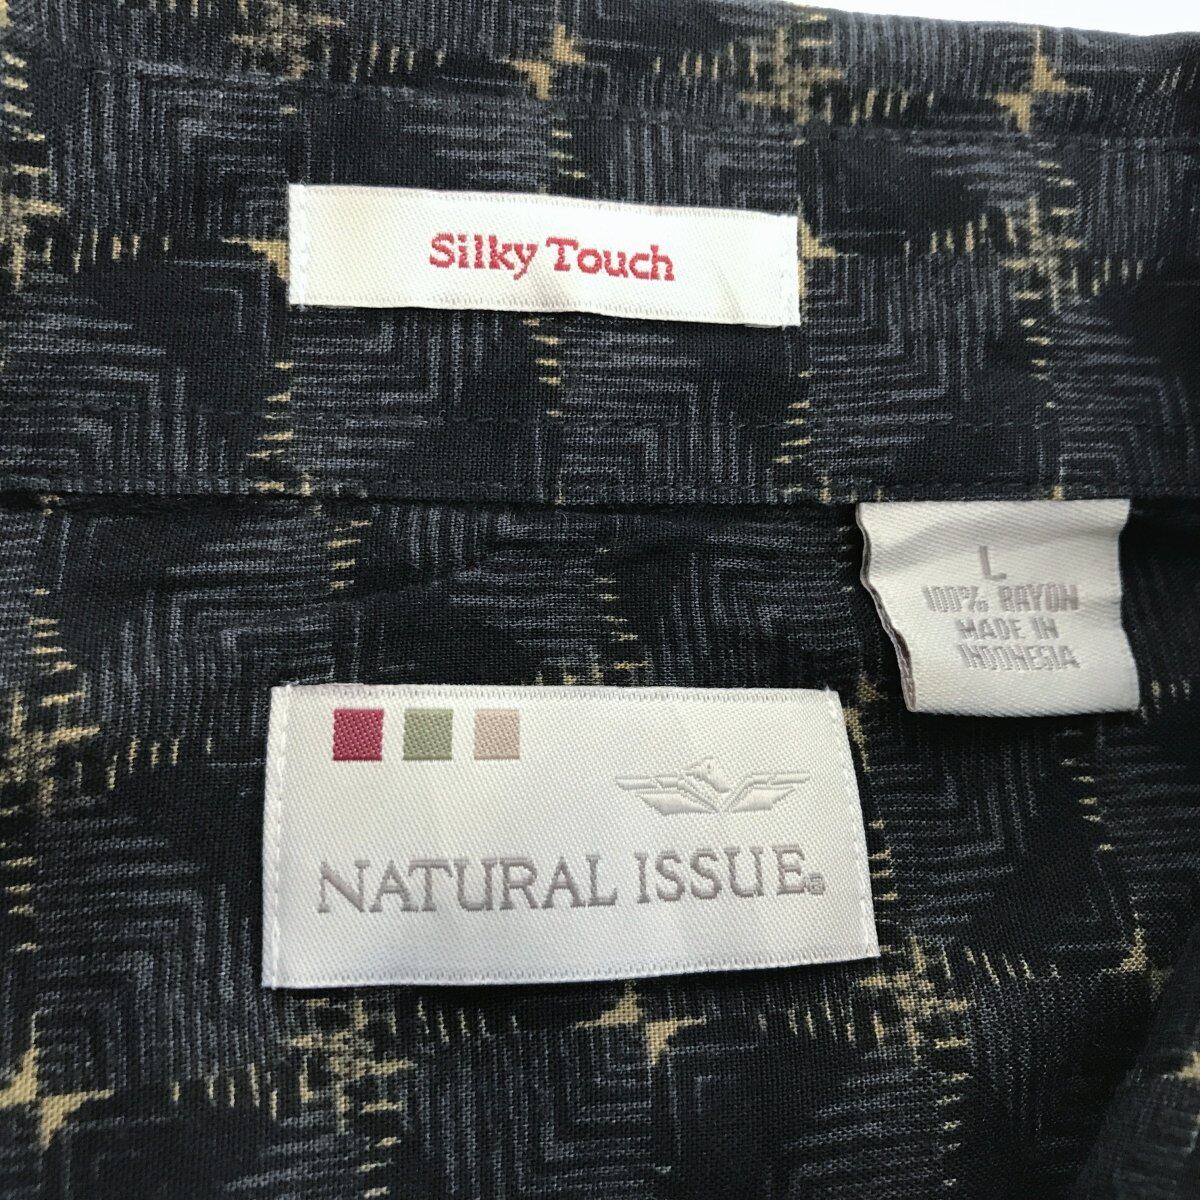 Silky Touch
L
100% RAYON
MADE IN
INDONESIA
NATURAL ISSUE®